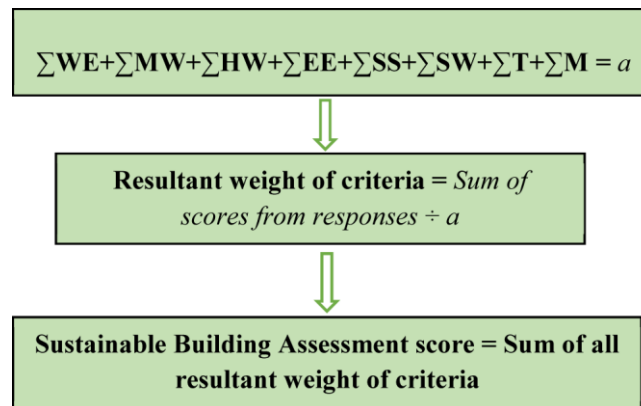 ∑WE+∑MW+∑HW+∑EE+∑SS+∑SW+∑T+∑M = a
Resultant weight of criteria = Sum of
scores from responses ÷ a
Sustainable Building Assessment score = Sum of all
resultant weight of criteria